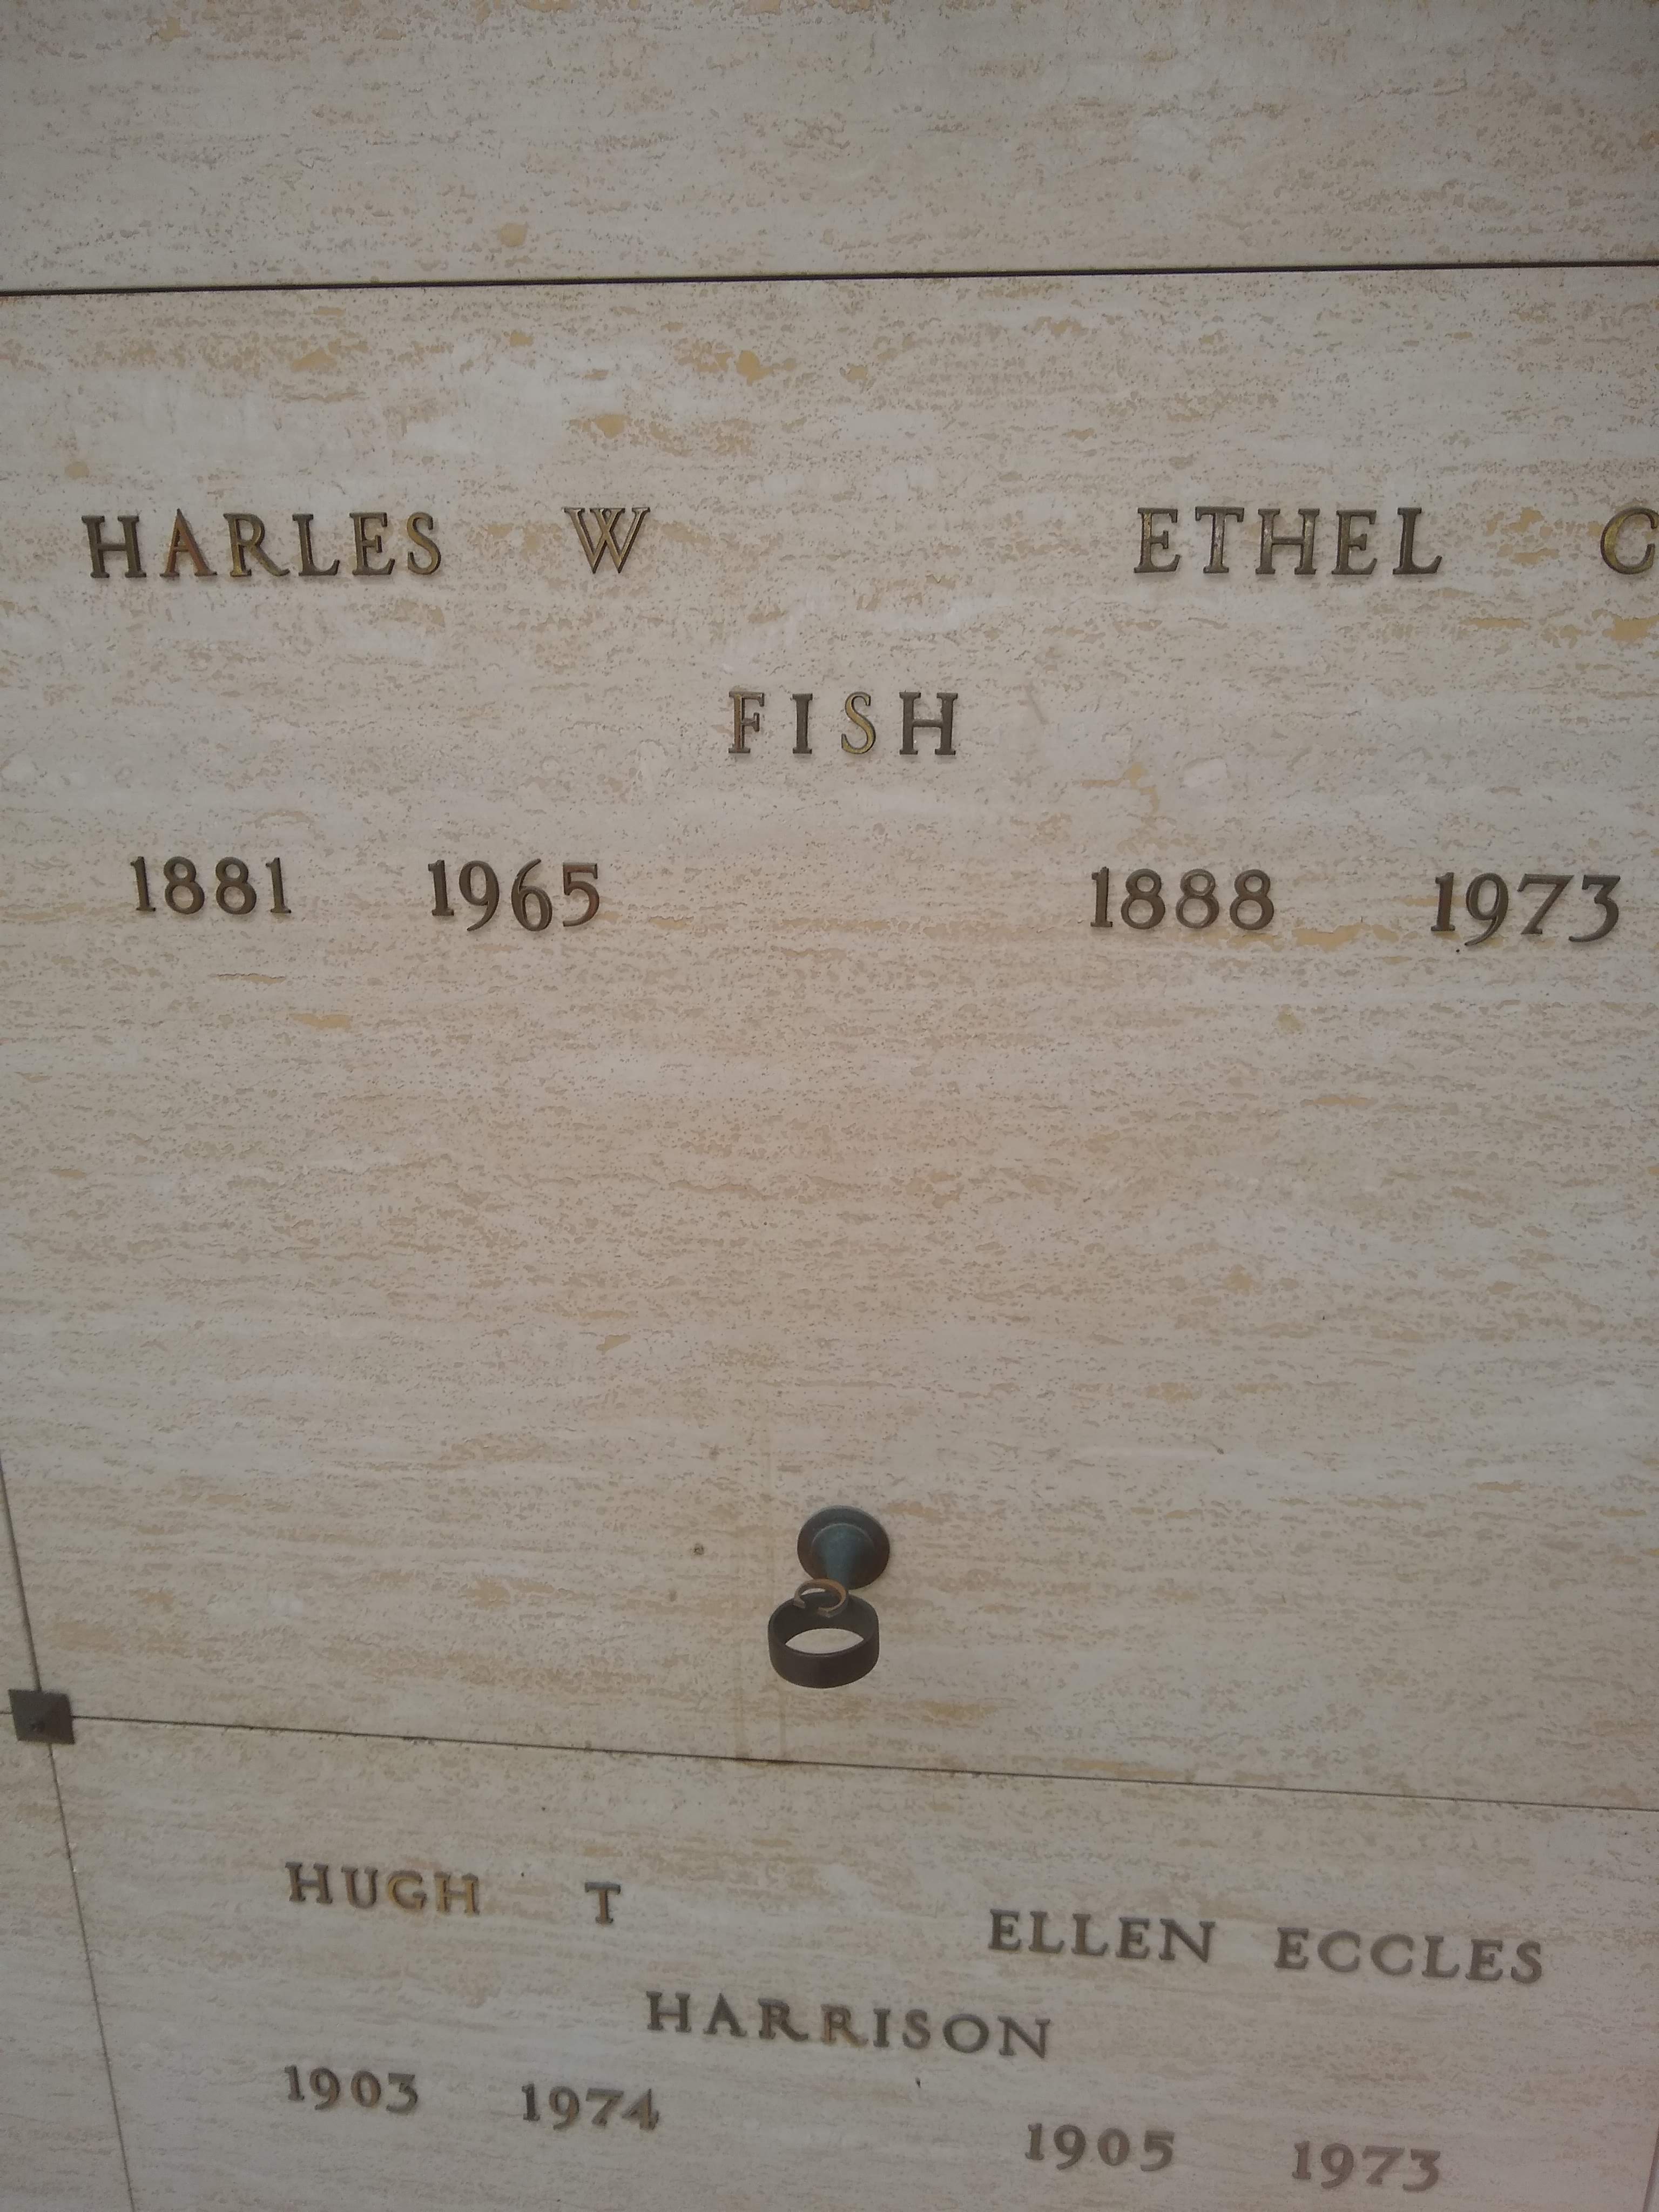 HARLES W ETHEL C
FISH
1881 1965 1888 1973
HUGH T ELLEN ECCLES
HARRISON
1903 1974 1905 1973